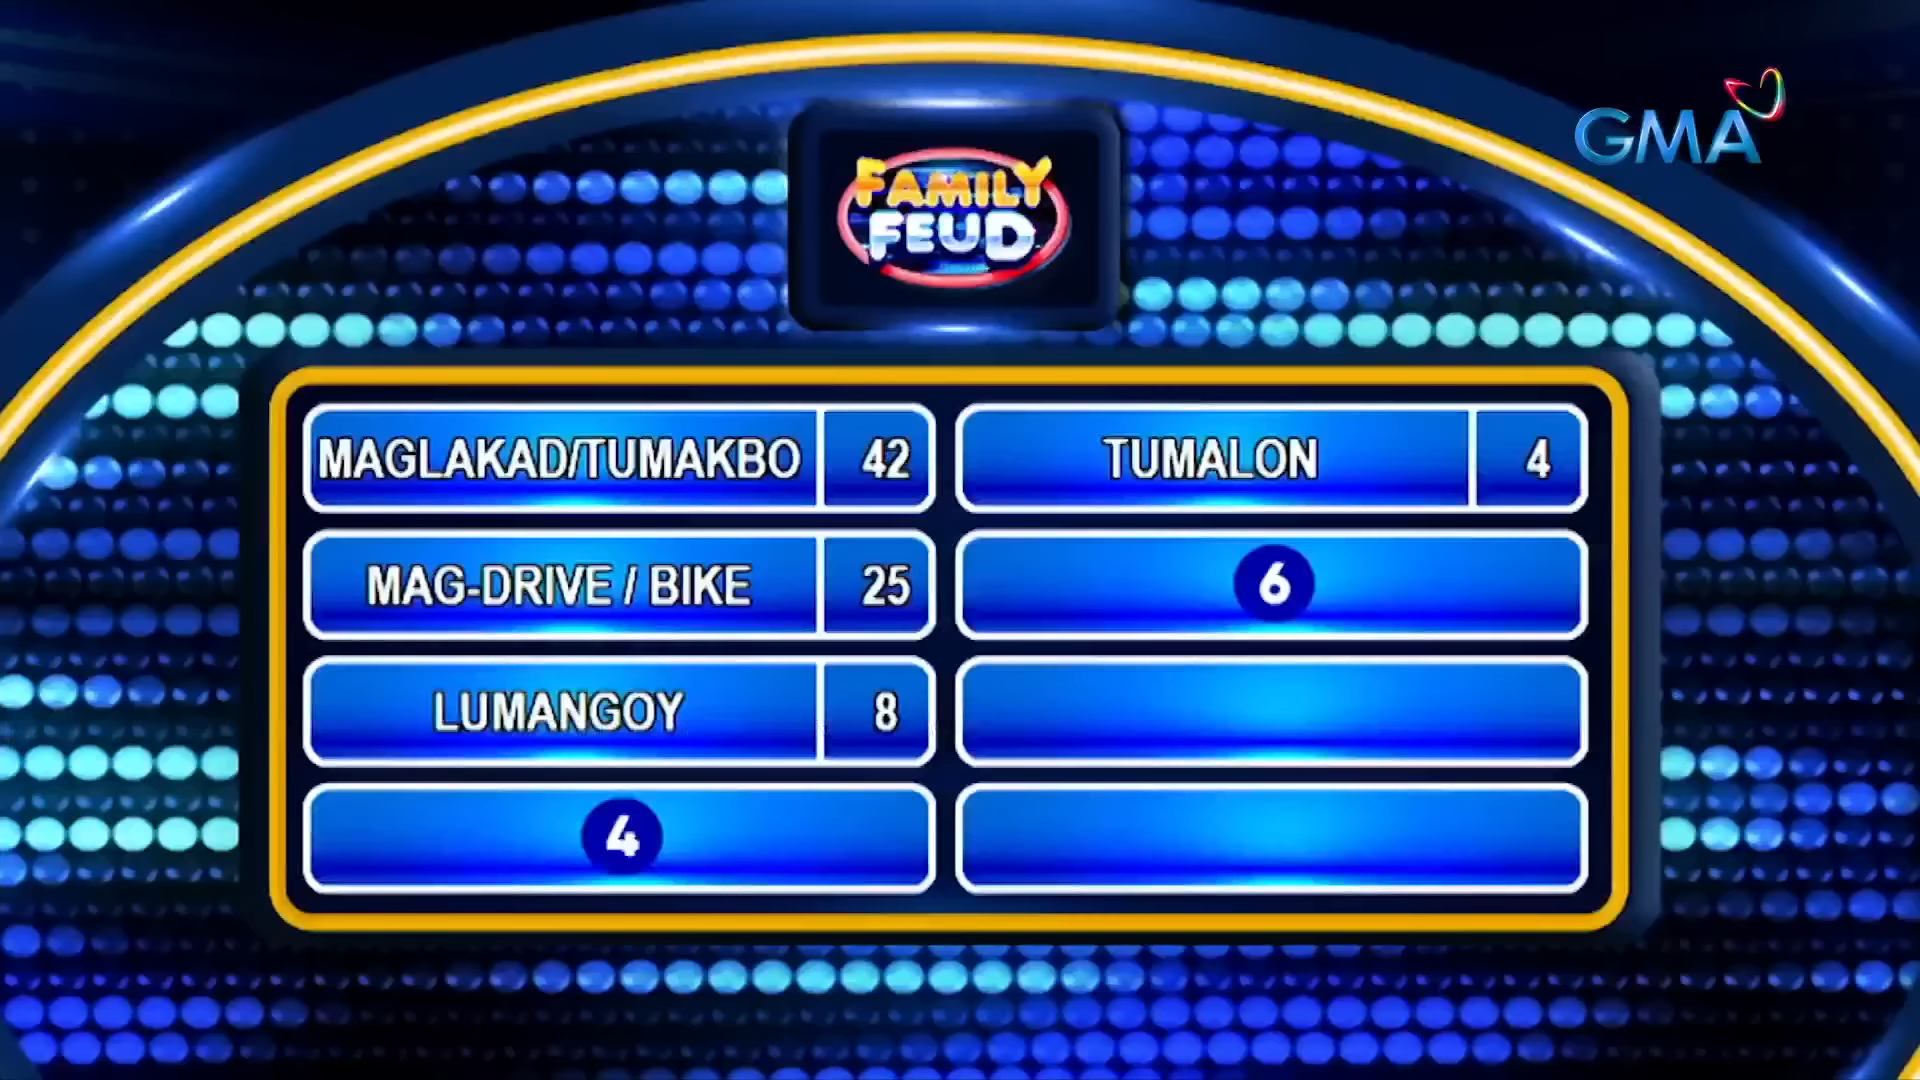 GMA
FAMILY
FEUD
MAGLAKAD/TUMAKBO 42
MAG-DRIVE / BIKE 25
LUMANGOY 8
4
TUMALON 4
6